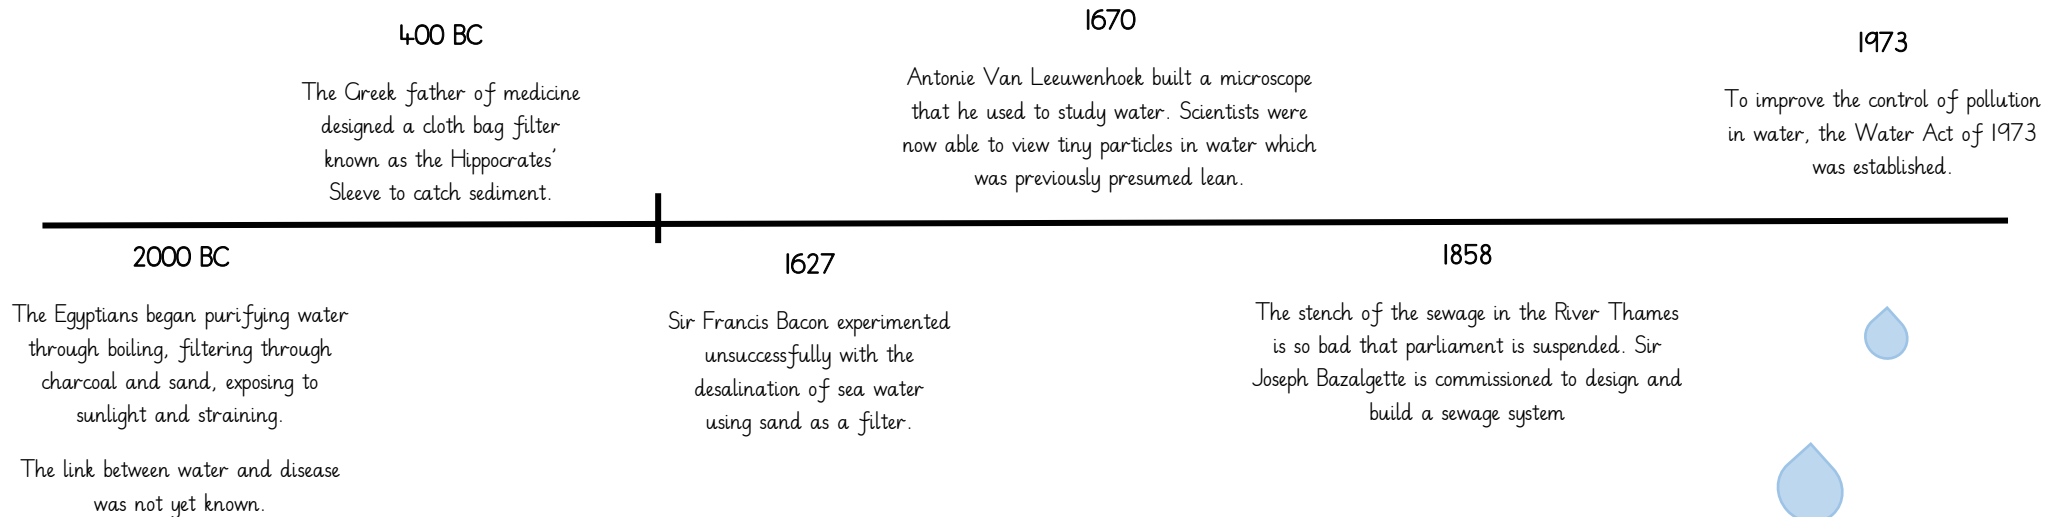 400 BC
The Greek father of medicine
designed a cloth bag filter
known as the Hippocrates'
Sleeve to catch sediment.
1670
Antonie Van Leeuwenhoek built a microscope
that he used to study water. Scientists were
now able to view tiny particles in water which
was previously presumed lean.
1973
To improve the control of pollution
in water, the Water Act of 1973
was established.
2000 BC
The Egyptians began purifying water
through boiling, filtering through
charcoal and sand, exposing to
sunlight and straining.
The link between water and disease
was not yet known.
1627
Sir Francis Bacon experimented
unsuccessfully with the
desalination of sea water
using sand as a filter.
1858
The stench of the sewage in the River Thames
is so bad that parliament is suspended. Sir
Joseph Bazalgette is commissioned to design and
build a sewage system